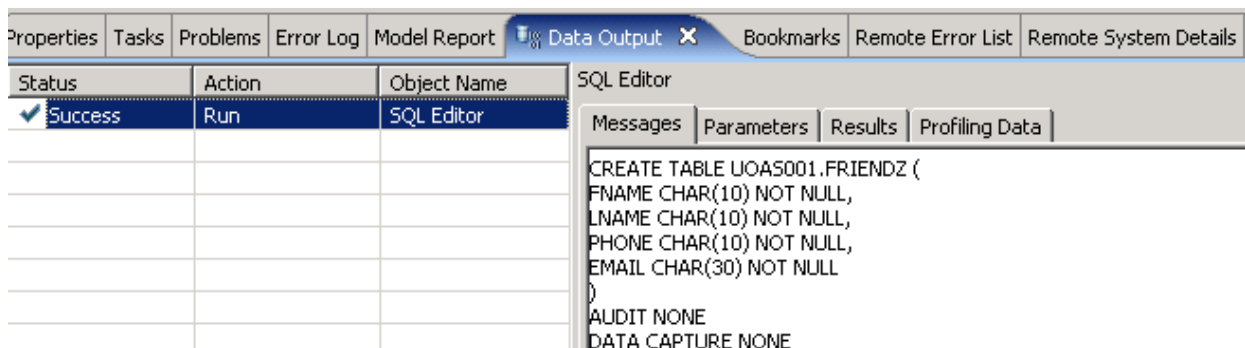 Properties Tasks Problems Error Log Model Report Data Output Bookmarks Remote Error List Remote System Details
Status Action Object Name
Success Run SQL Editor
SQL Editor
Messages Parameters Results Profiling Data
CREATE TABLE UOAS001.FRIENDZ (
FNAME CHAR(10) NOT NULL,
LNAME CHAR(10) NOT NULL,
PHONE CHAR(10) NOT NULL,
EMAIL CHAR(30) NOT NULL
)
AUDIT NONE
DATA CAPTURE NONE